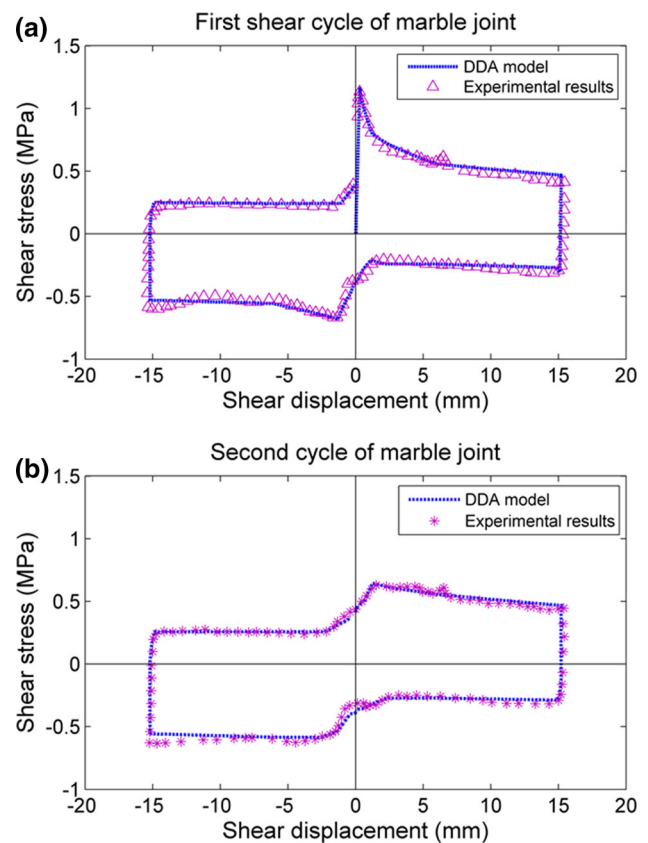 (a)
First shear cycle of marble joint
1.5
DDA model
Experimental results
1
0.5
0
-0.5
-1
Shear stress (MPa)
-20 -15 -10 -5 0 5 10 15 20
Shear displacement (mm)
(b)
Second cycle of marble joint
1.5
DDA model
Experimental results
1
0.5
0
-0.5
-1
Shear stress (MPa)
-20 -15 -10 -5 0 5 10 15 20
Shear displacement (mm)